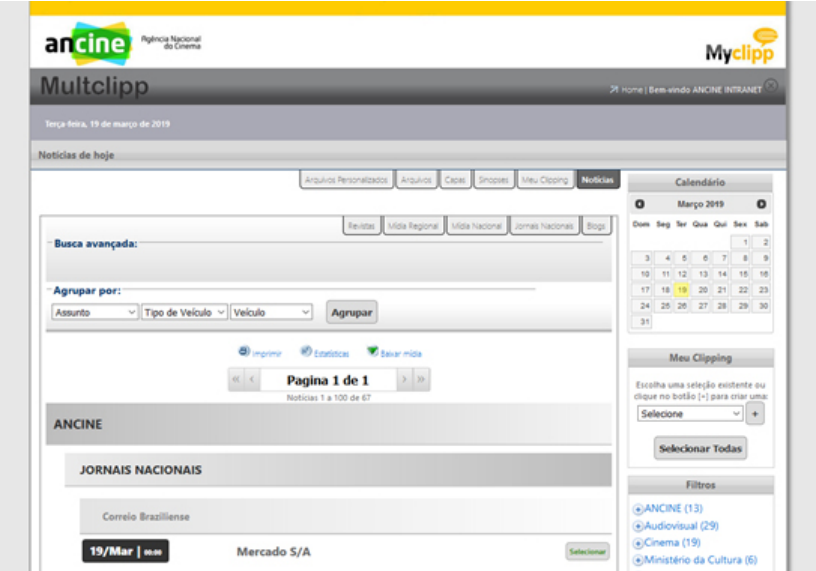 ancine
Agência Nacional
do Cinema
Myclipp
Multclipp
Home | Bem-vindo ANCINE INTRANET
Terça-feira, 19 de março de 2019
Notícias de hoje
Arquivos Personalizados Arquivos Capas Sinopses Meu Clipping Notícias
Revistas Mídia Regional Mídia Nacional Jornais Nacionais Blogs
Busca avançada:
Agrupar por:
Assunto Tipo de Veículo Veículo Agrupar
Imprimir Estatísticas Baixar mídia
« ‹ Pagina 1 de 1 › »
Notícias 1 a 100 de 67
ANCINE
JORNAIS NACIONAIS
Correio Braziliense
19/Mar | 00:00 Mercado S/A Selecionar
Calendário
Março 2019
Dom Seg Ter Qua Qui Sex Sab
1 2
3 4 5 6 7 8 9
10 11 12 13 14 15 16
17 18 19 20 21 22 23
24 25 26 27 28 29 30
31
Meu Clipping
Escolha uma seleção existente ou
clique no botão [+] para criar uma:
Selecione +
Selecionar Todas
Filtros
ANCINE (13)
Audiovisual (29)
Cinema (19)
Ministério da Cultura (6)